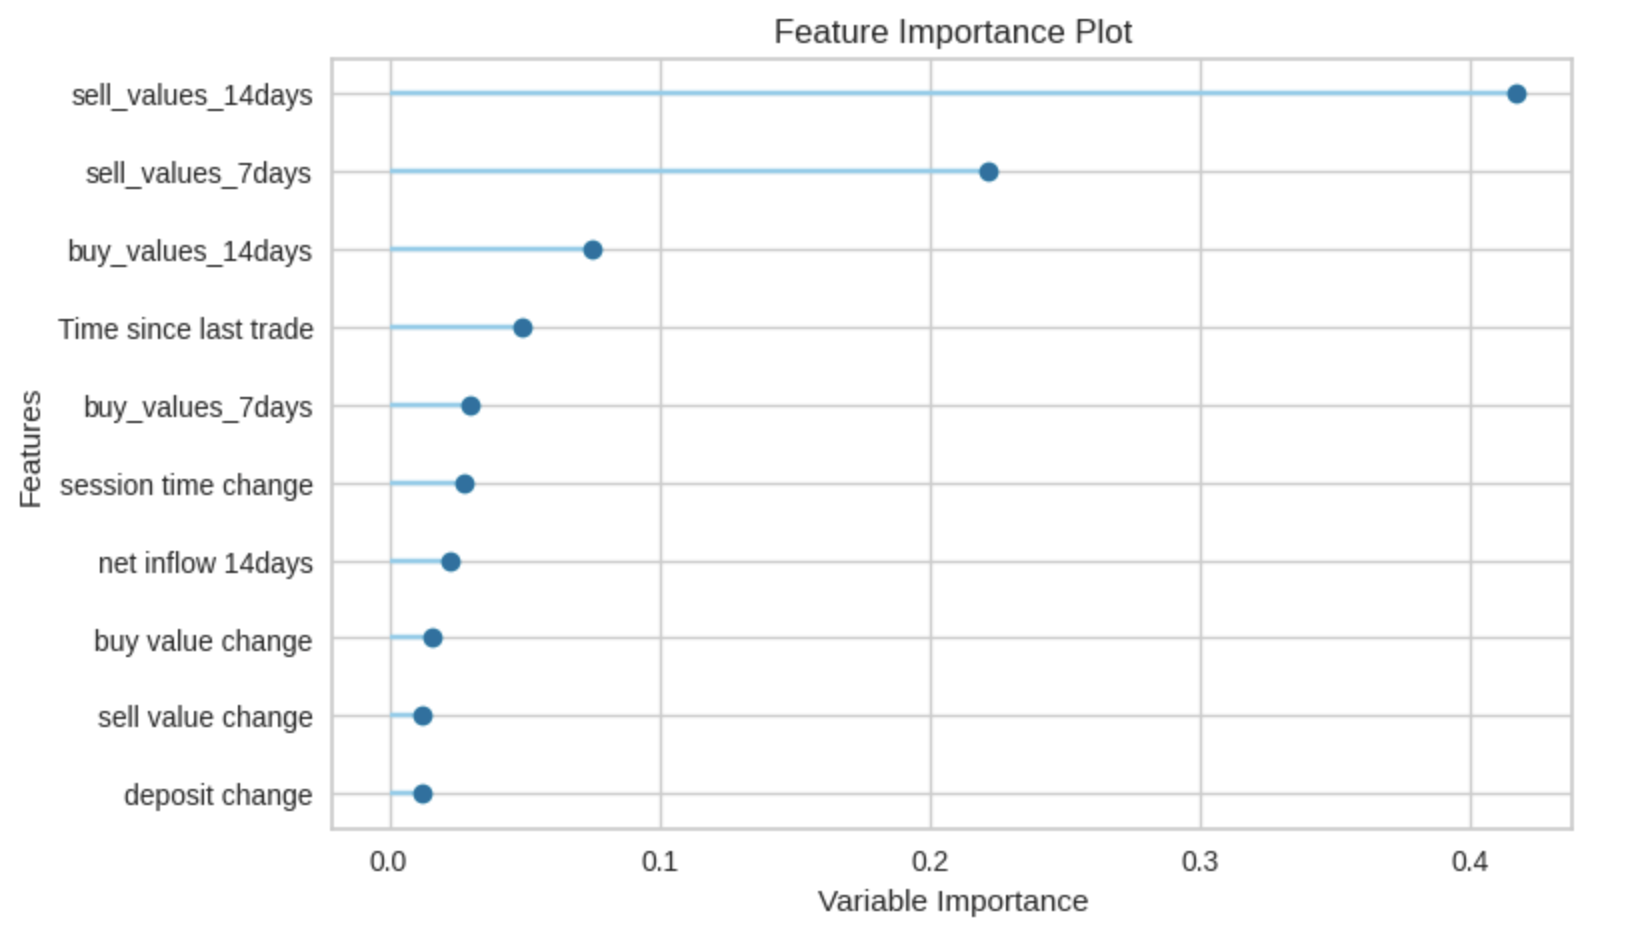 Feature Importance Plot
sell_values_14days
sell_values_7days
buy_values_14days
Time since last trade
buy_values_7days
session time change
net inflow 14days
buy value change
sell value change
deposit change
Features
0.0 0.1 0.2 0.3 0.4
Variable Importance